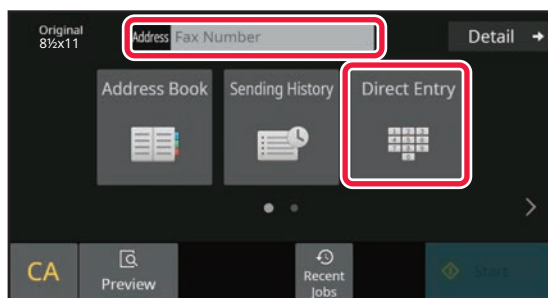 Original
8½x11
Address Fax Number
Detail
Address Book
Sending History
Direct Entry
CA
Preview
Recent
Jobs
Start